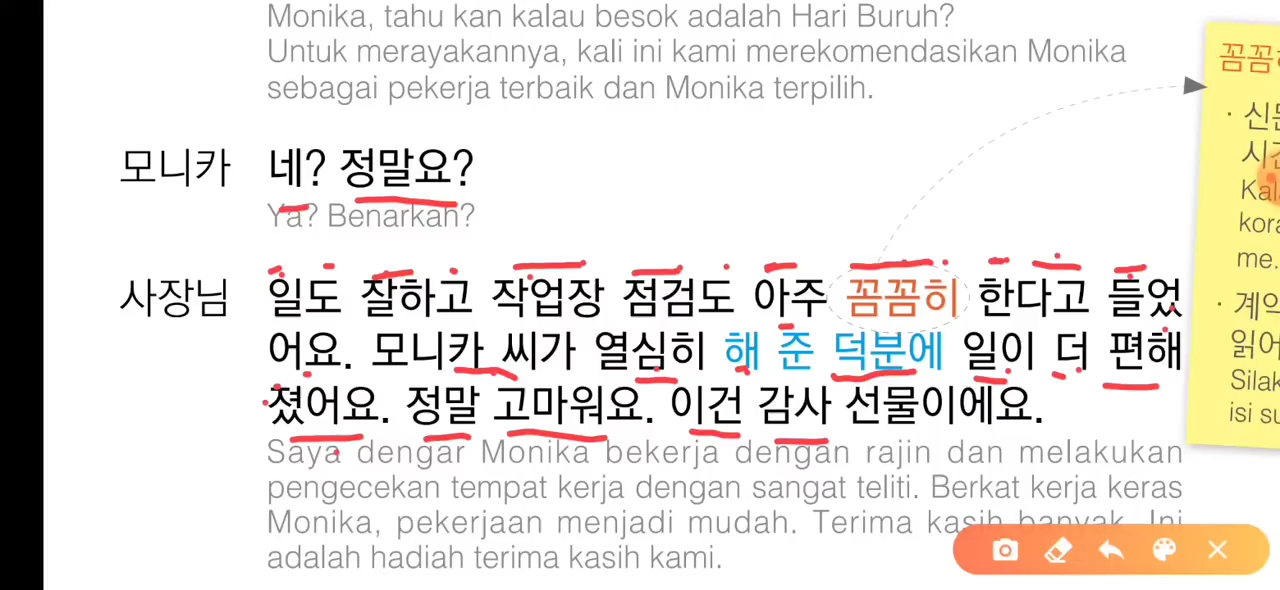 Monika, tahu kan kalau besok adalah Hari Buruh?
Untuk merayakannya, kali ini kami merekomendasikan Monika
sebagai pekerja terbaik dan Monika terpilih.
모니카 네? 정말요?
Ya? Benarkah?
사장님 일도 잘하고 작업장 점검도 아주 꼼꼼히 한다고 들었
어요. 모니카 씨가 열심히 해 준 덕분에 일이 더 편해
졌어요. 정말 고마워요. 이건 감사 선물이에요.
Saya dengar Monika bekerja dengan rajin dan melakukan
pengecekan tempat kerja dengan sangat teliti. Berkat kerja keras
Monika, pekerjaan menjadi mudah. Terima kasih banyak. Ini
adalah hadiah terima kasih kami.
꼼꼼
me.
계약
읽어
isi su